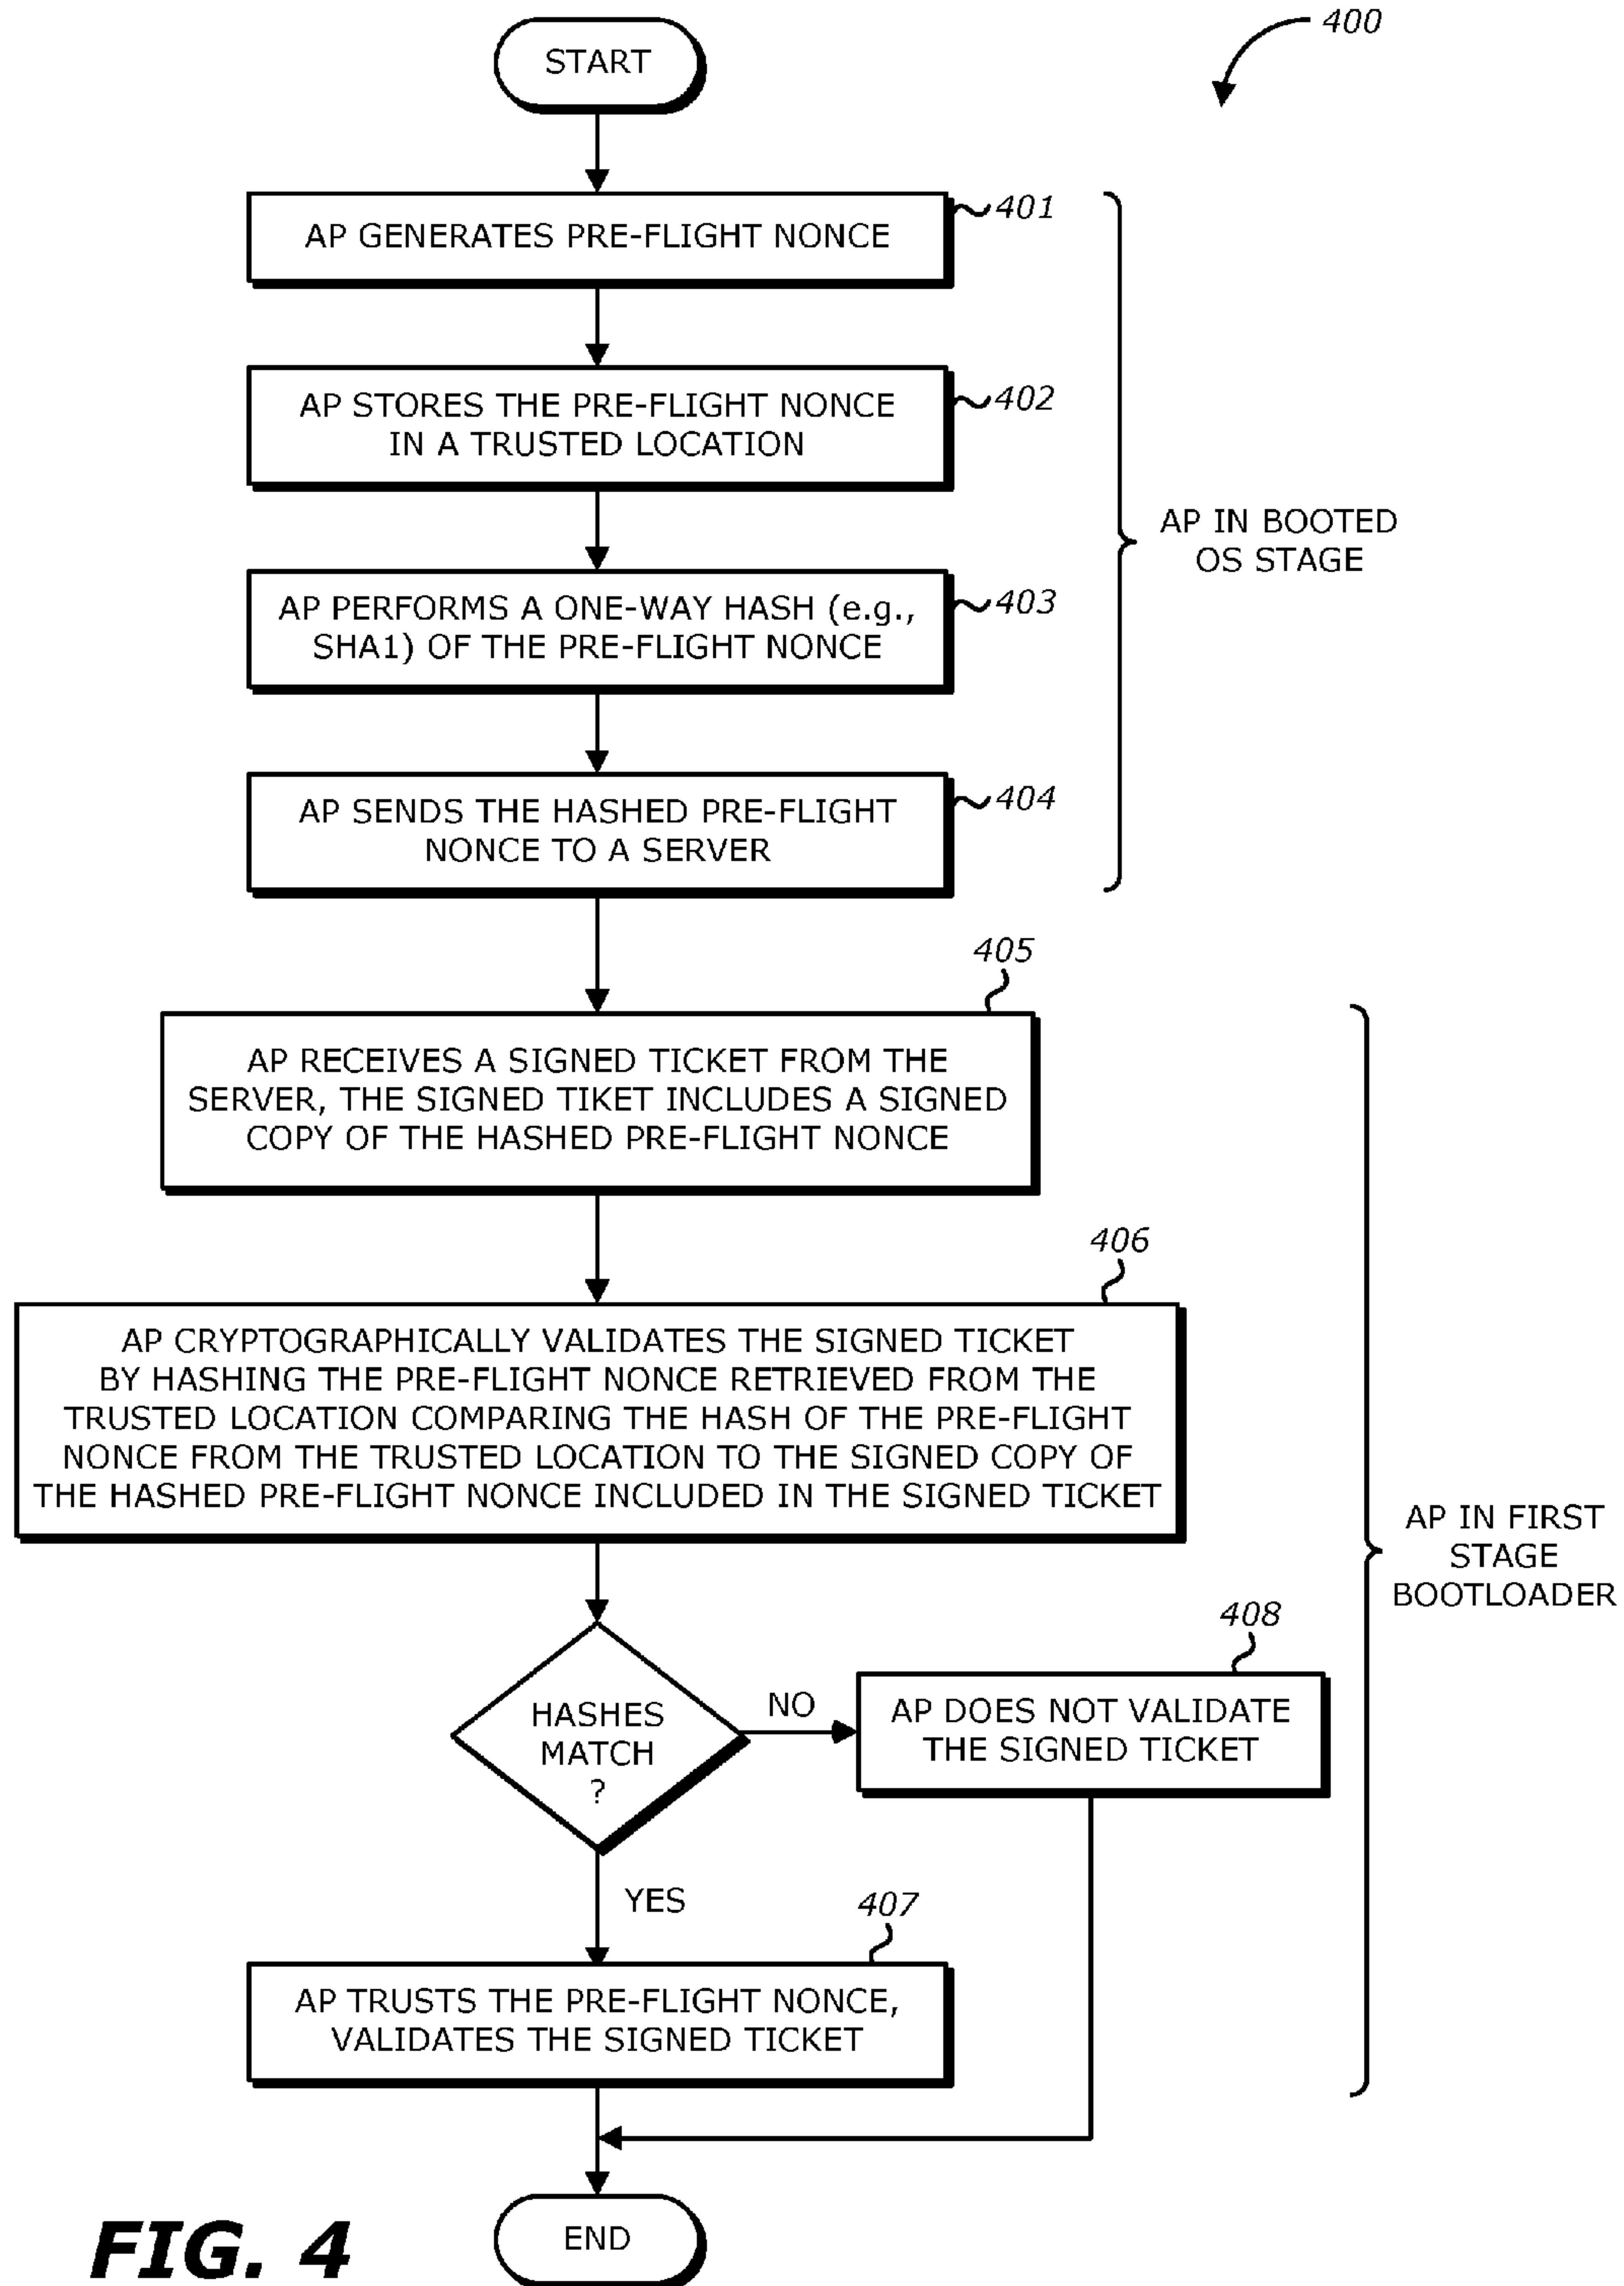 400
START
401
AP GENERATES PRE-FLIGHT NONCE
402
AP STORES THE PRE-FLIGHT NONCE
IN A TRUSTED LOCATION
AP IN BOOTED
OS STAGE
403
AP PERFORMS A ONE-WAY HASH (e.g.,
SHA1) OF THE PRE-FLIGHT NONCE
404
AP SENDS THE HASHED PRE-FLIGHT
NONCE TO A SERVER
405
AP RECEIVES A SIGNED TICKET FROM THE
SERVER, THE SIGNED TIKET INCLUDES A SIGNED
COPY OF THE HASHED PRE-FLIGHT NONCE
406
AP CRYPTOGRAPHICALLY VALIDATES THE SIGNED TICKET
BY HASHING THE PRE-FLIGHT NONCE RETRIEVED FROM THE
TRUSTED LOCATION COMPARING THE HASH OF THE PRE-FLIGHT
NONCE FROM THE TRUSTED LOCATION TO THE SIGNED COPY OF
THE HASHED PRE-FLIGHT NONCE INCLUDED IN THE SIGNED TICKET
AP IN FIRST
STAGE
BOOTLOADER
HASHES
MATCH
?
NO
408
AP DOES NOT VALIDATE
THE SIGNED TICKET
YES
407
AP TRUSTS THE PRE-FLIGHT NONCE,
VALIDATES THE SIGNED TICKET
END
FIG. 4